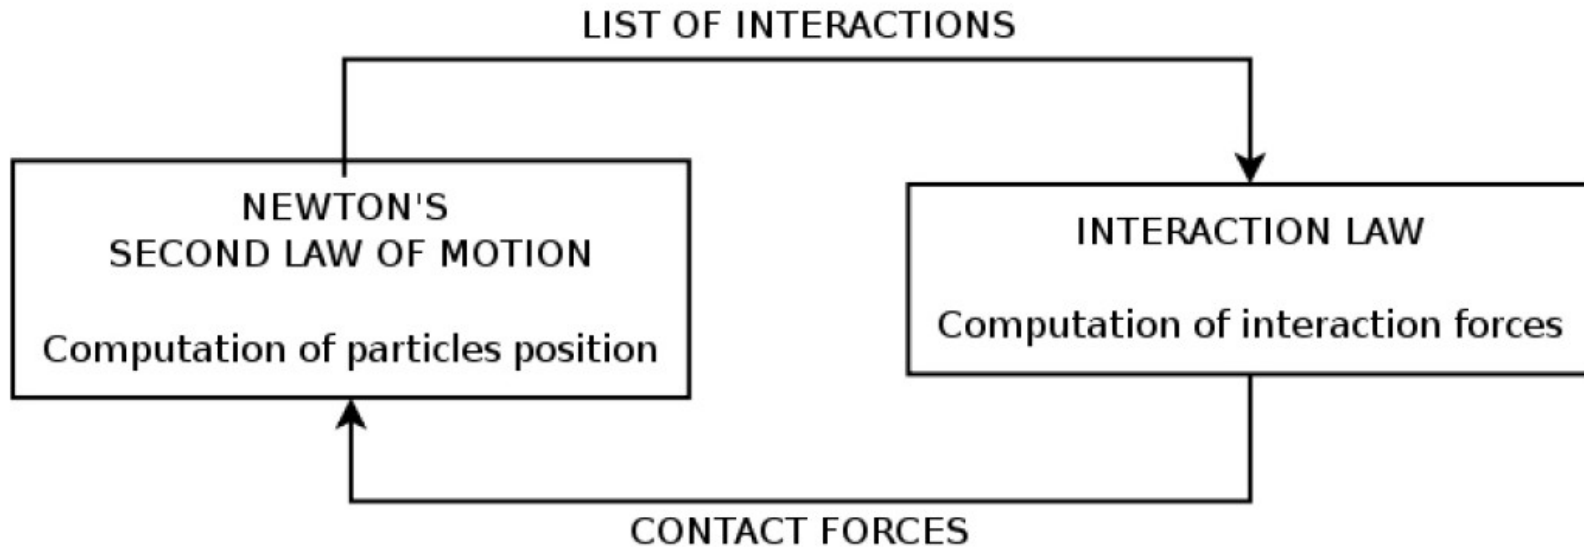 LIST OF INTERACTIONS
NEWTON'S
SECOND LAW OF MOTION
Computation of particles position
INTERACTION LAW
Computation of interaction forces
CONTACT FORCES